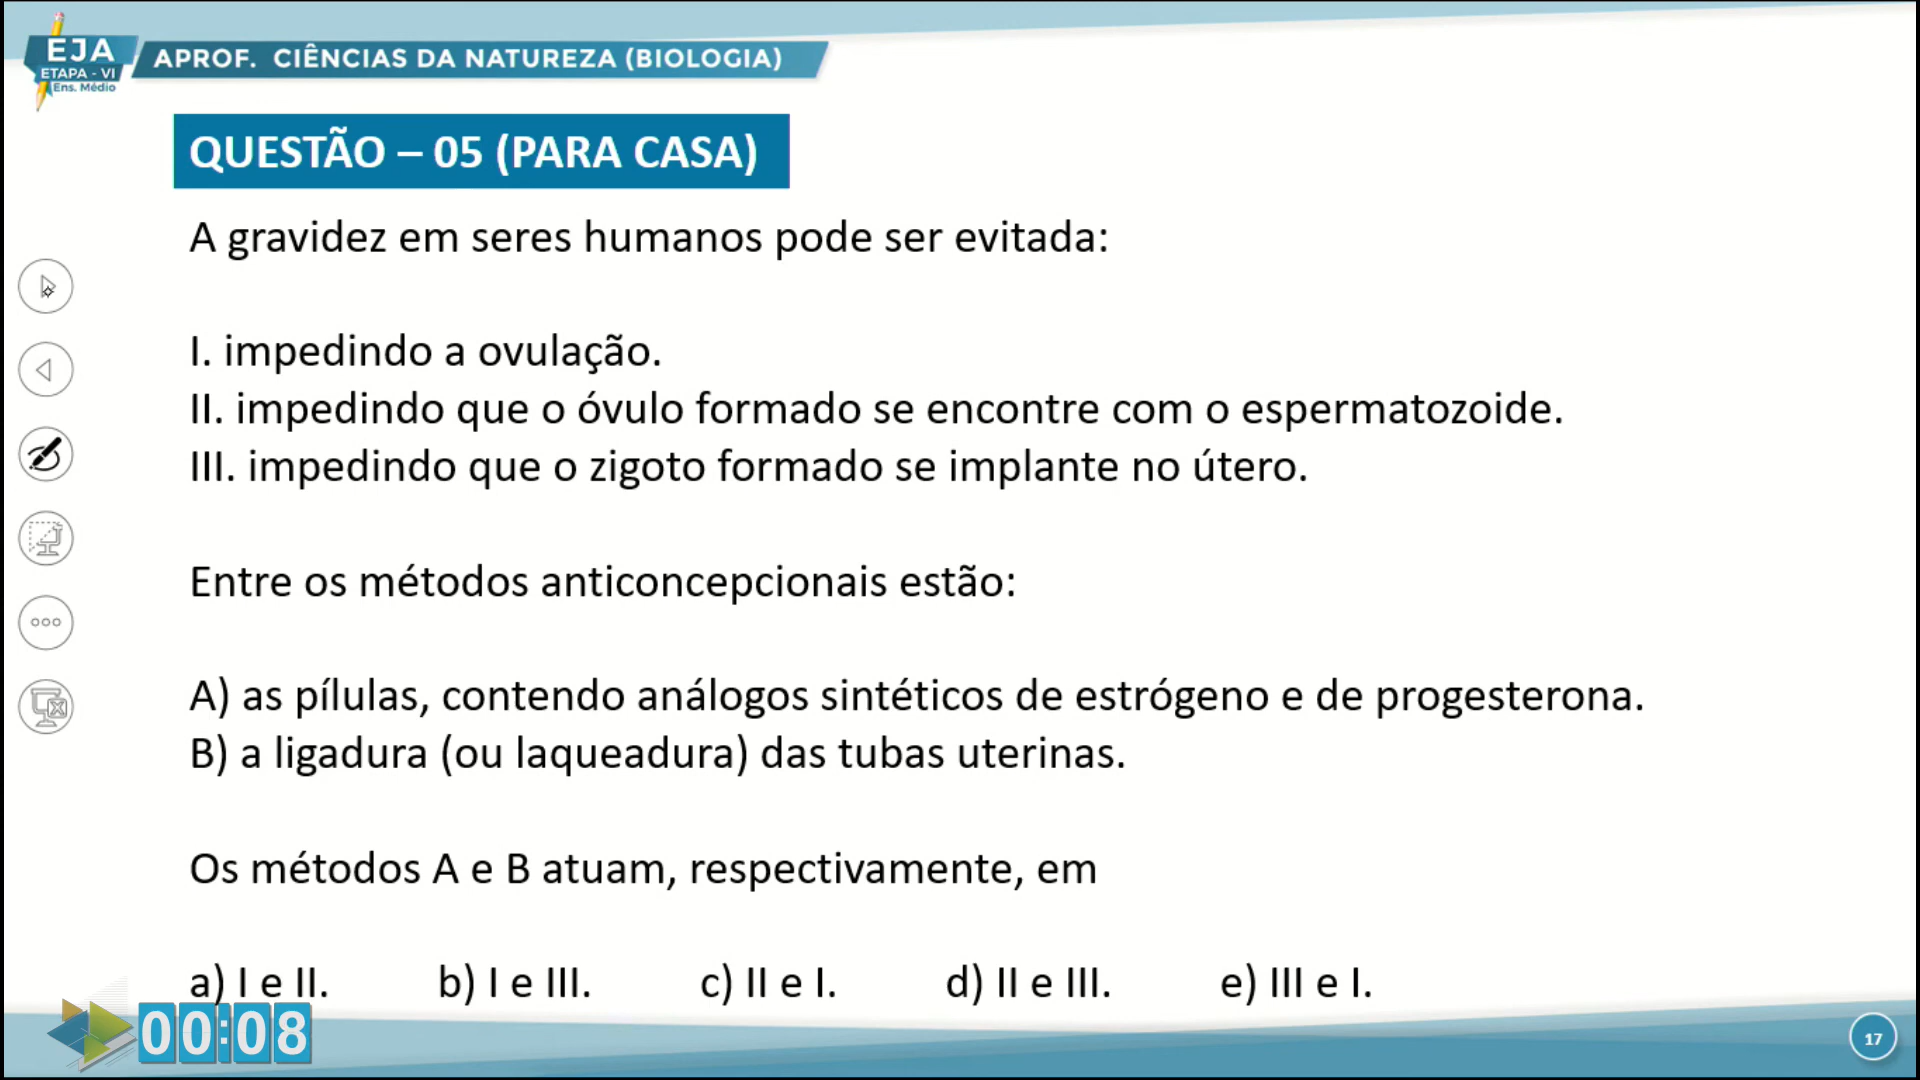 EJA
ETAPA - VI
Ens. Médio
APROF. CIÊNCIAS DA NATUREZA (BIOLOGIA)
QUESTÃO – 05 (PARA CASA)
A gravidez em seres humanos pode ser evitada:
I. impedindo a ovulação.
II. impedindo que o óvulo formado se encontre com o espermatozoide.
III. impedindo que o zigoto formado se implante no útero.
Entre os métodos anticoncepcionais estão:
A) as pílulas, contendo análogos sintéticos de estrógeno e de progesterona.
B) a ligadura (ou laqueadura) das tubas uterinas.
Os métodos A e B atuam, respectivamente, em
a) I e II. b) I e III. c) II e I. d) II e III. e) III e I.
00:08
17